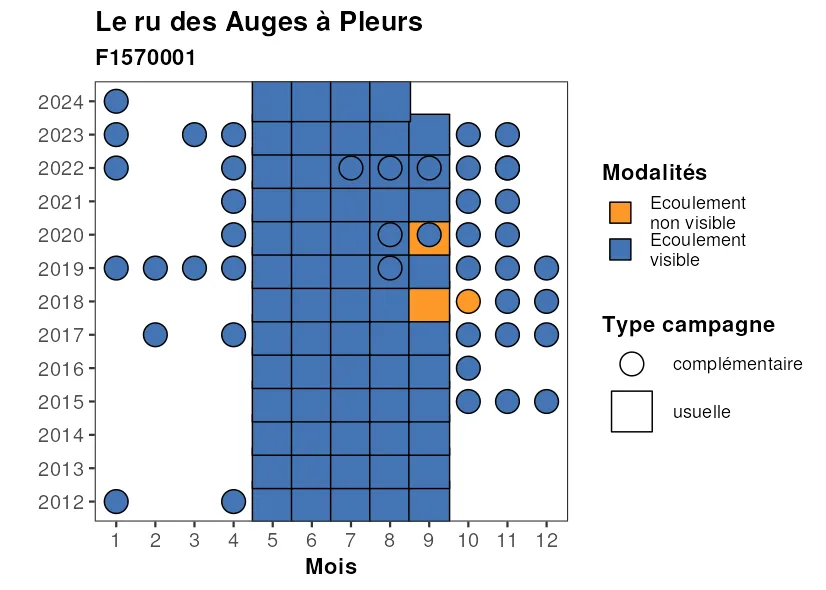 Le ru des Auges à Pleurs
F1570001
2024
2023
2022
2021
2020
2019
2018
2017
2016
2015
2014
2013
2012
1 2 3 4 5 6 7 8 9 10 11 12
Mois
Modalités
Ecoulement
non visible
Ecoulement
visible
Type campagne
complémentaire
usuelle